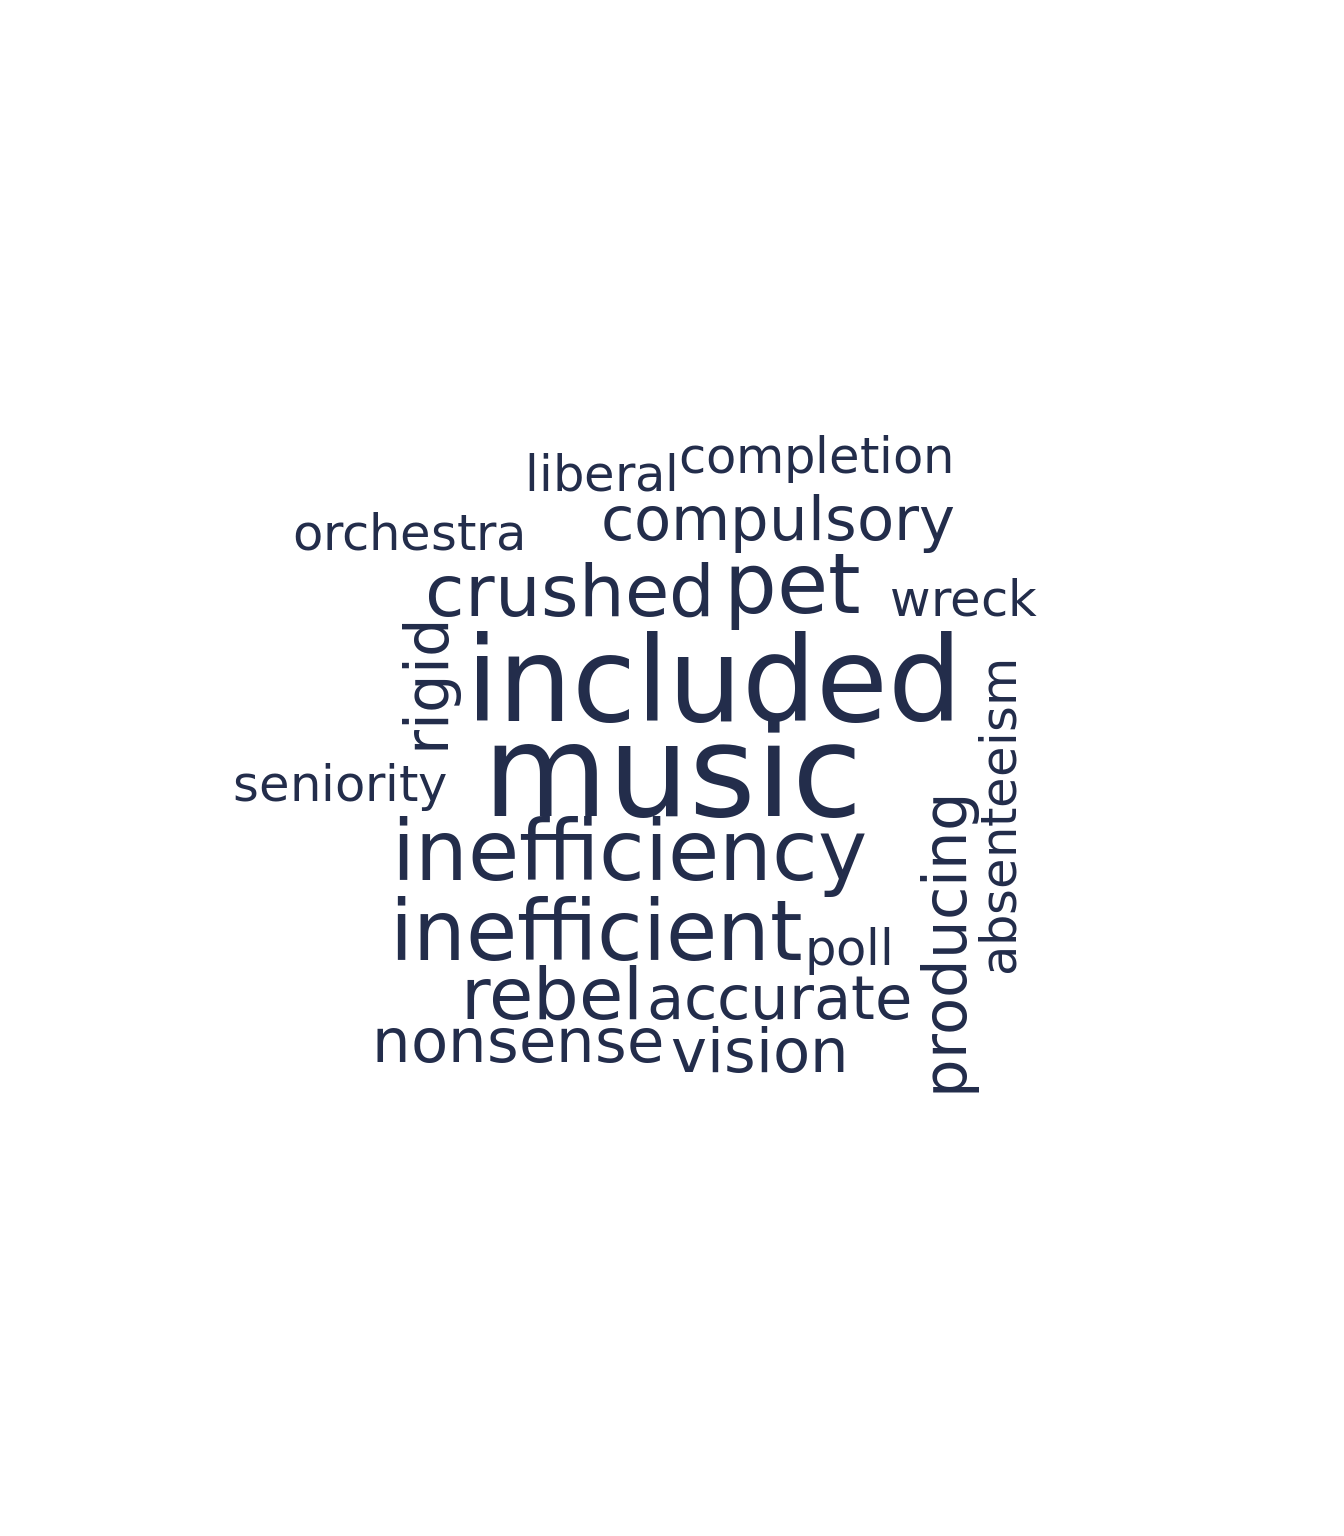 completion
liberal
compulsory
orchestra
crushed
pet
wreck
rigid
included
absenteeism
music
seniority
inefficiency
producing
inefficient
poll
rebel
accurate
nonsense
vision